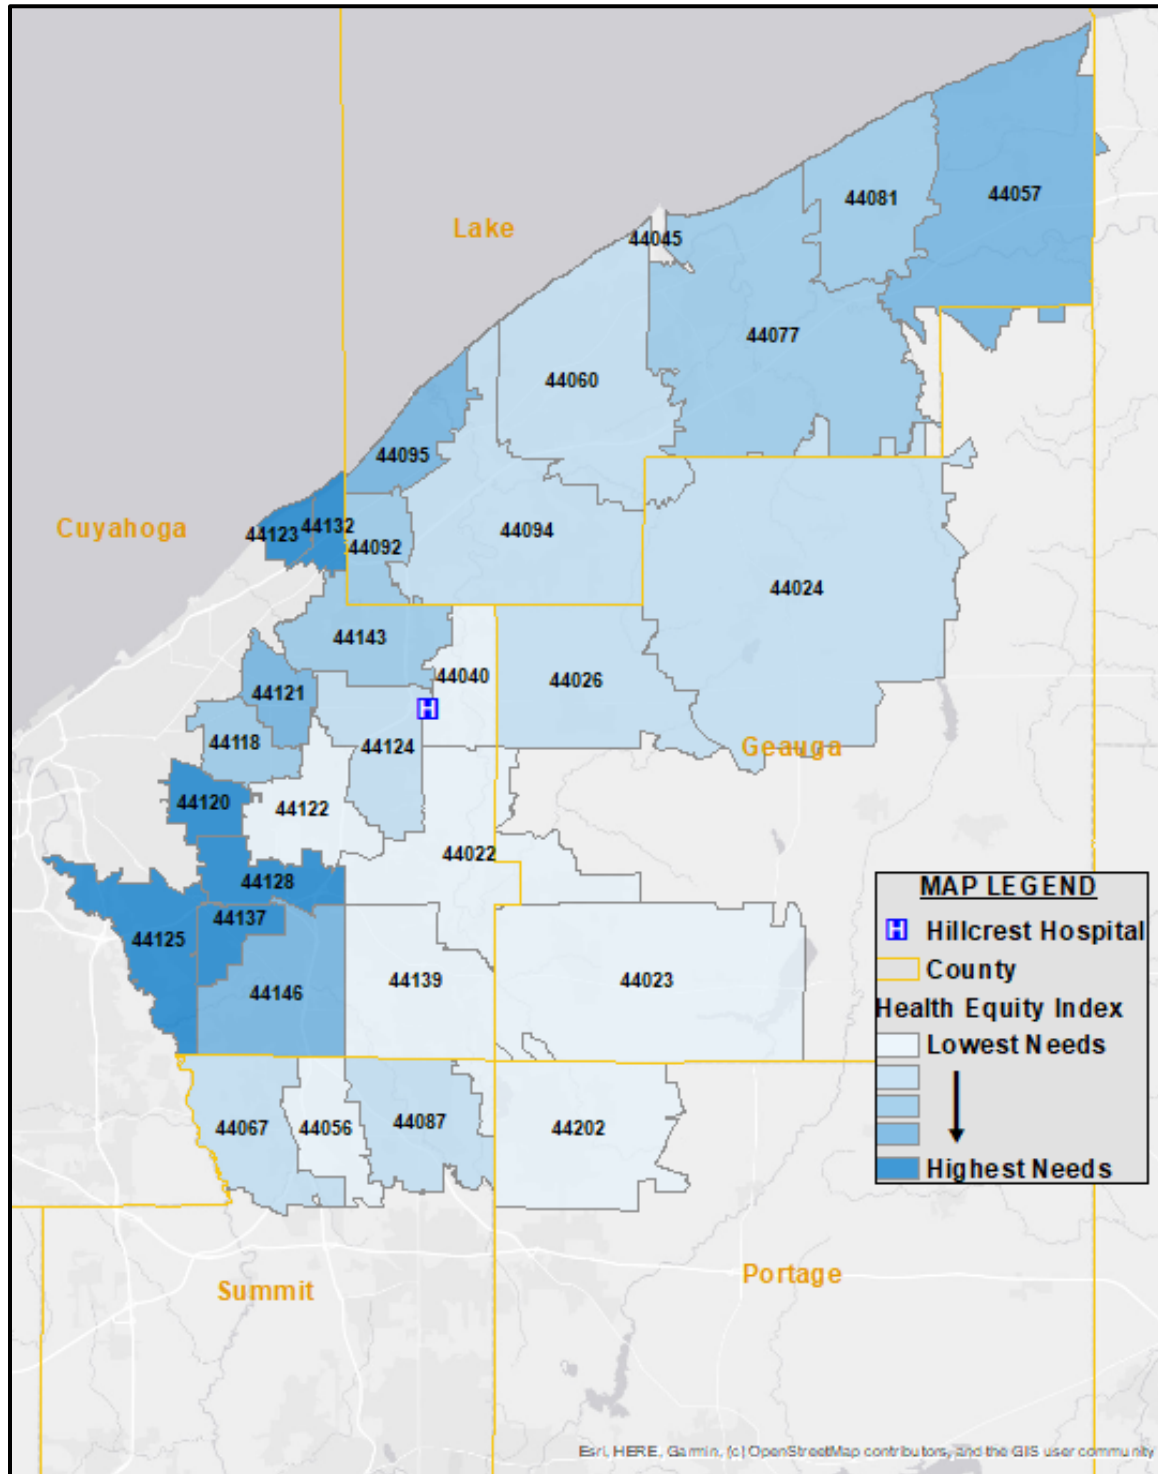 44057
44081
Lake
44045
44077
44060
44095
Cuyahoga
44123
44132
44092
44094
44024
44143
44040
44026
44121
H
44118
44124
Geauga
44120
44122
44022
44128
44137
44125
44139
44023
44146
44067
44056
44087
44202
MAP LEGEND
H Hillcrest Hospital
County
Health Equity Index
Lowest Needs
Highest Needs
Summit
Portage
Esri, HERE, Garmin, (c) OpenStreetMap contributors, and the GIS user community